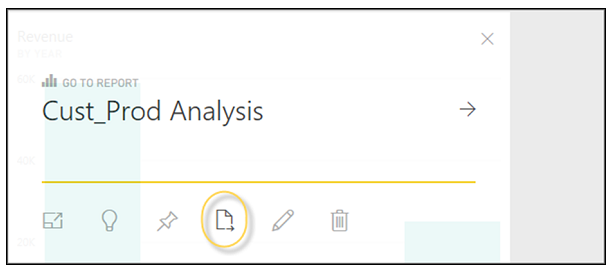 Revenue
BY YEAR
60K
GO TO REPORT
Cust_Prod Analysis
40K
20K